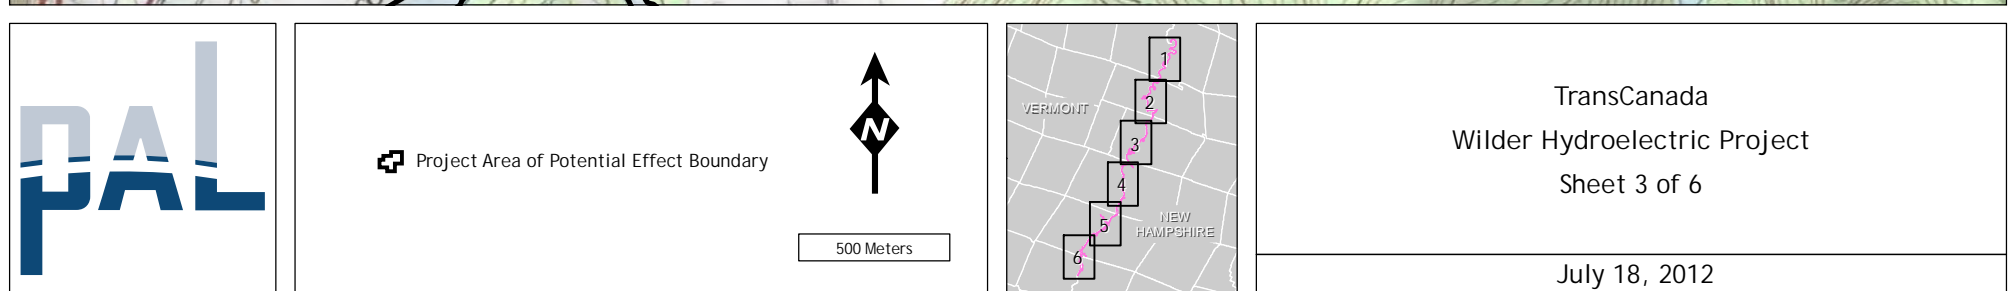 PAL
Project Area of Potential Effect Boundary
N
500 Meters
VERMONT
NEW
HAMPSHIRE
1
2
3
4
5
6
TransCanada
Wilder Hydroelectric Project
Sheet 3 of 6
July 18, 2012